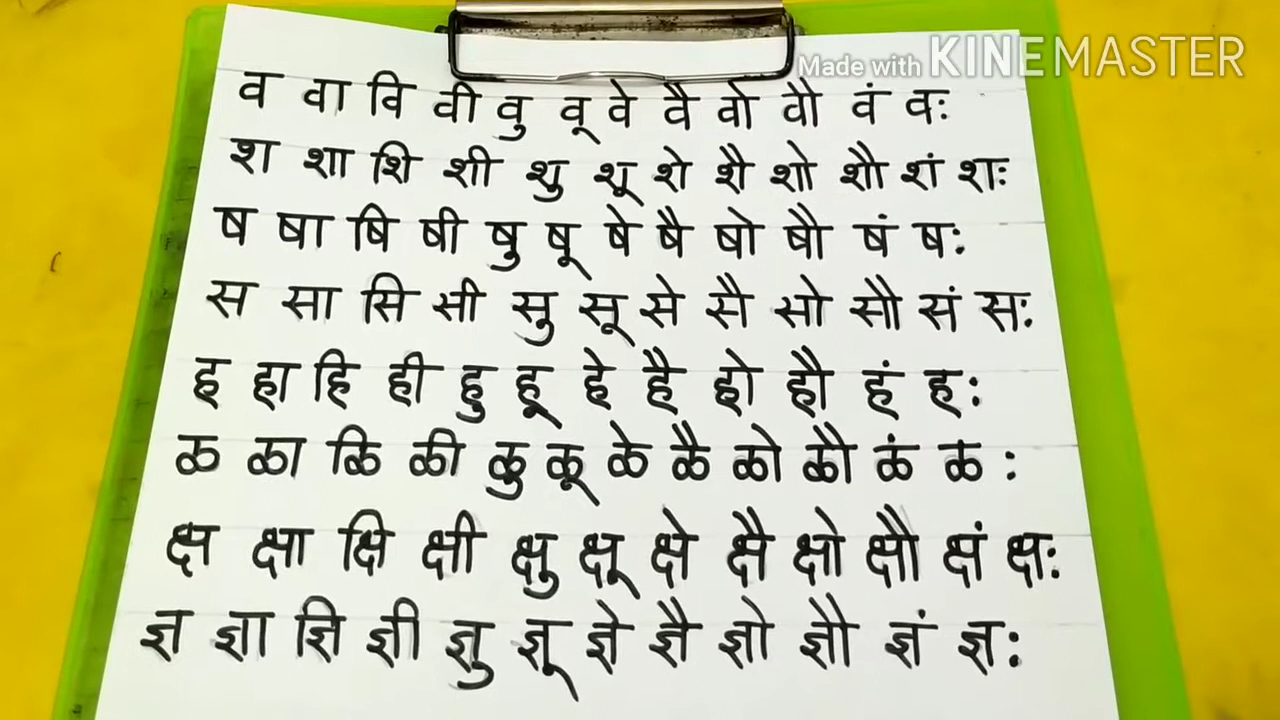 Made with KINEMASTER
व वा वि वी वु वू वे वै वो वौ वं वः
श शा शि शी शु शू शे शै शो शौ शं शः
ष षा षि षी षु षू षे षै षो षौ षं षः
स सा सि सी सु सू से सै सो सौ सं सः
ह हा हि ही हु हू हे है हो हौ हं हः
ळ ळा ळि ळी ळु ळू ळे ळै ळो ळौ ळं ळः
क्ष क्षा क्षि क्षी क्षु क्षू क्षे क्षै क्षो क्षौ क्षं क्षः
ज्ञ ज्ञा ज्ञि ज्ञी ज्ञु ज्ञू ज्ञे ज्ञै ज्ञो ज्ञौ ज्ञं ज्ञः